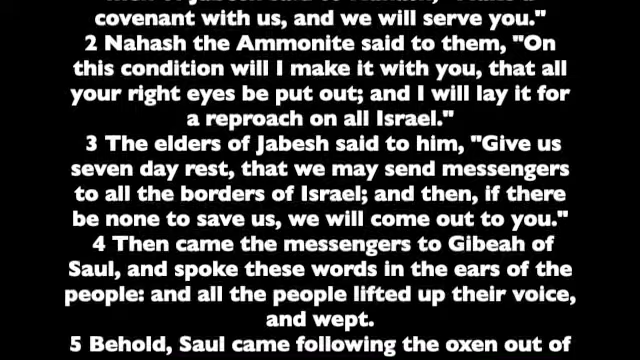 covenant with us, and we will serve you."
2 Nahash the Ammonite said to them, "On
this condition will I make it with you, that all
your right eyes be put out; and I will lay it for
a reproach on all Israel."
3 The elders of Jabesh said to him, "Give us
seven day rest, that we may send messengers
to all the borders of Israel; and then, if there
be none to save us, we will come out to you."
4 Then came the messengers to Gibeah of
Saul, and spoke these words in the ears of the
people: and all the people lifted up their voice,
and wept.
5 Behold, Saul came following the oxen out of